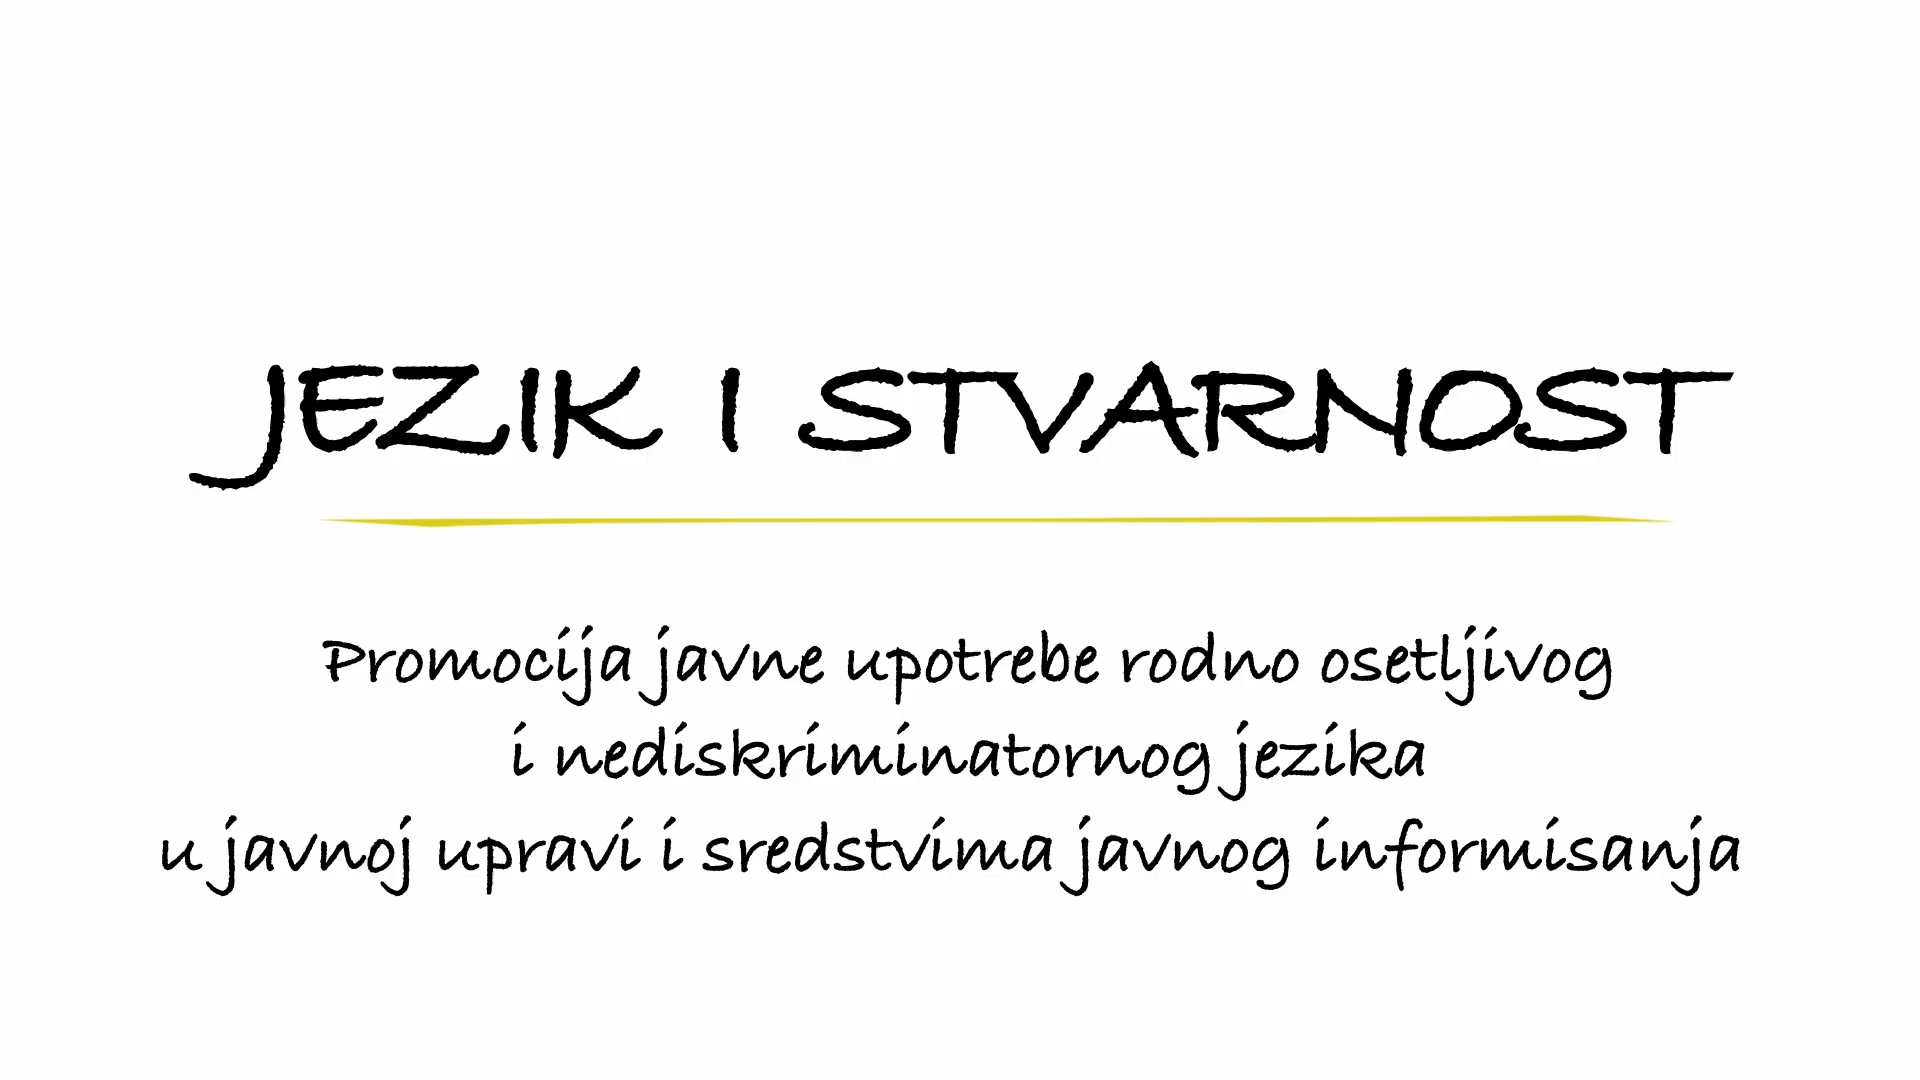 JEZIK I STVARNOST
Promocija javne upotrebe rodno osetljivog
i nediskriminatornog jezika
u javnoj upravi i sredstvima javnog informisanja